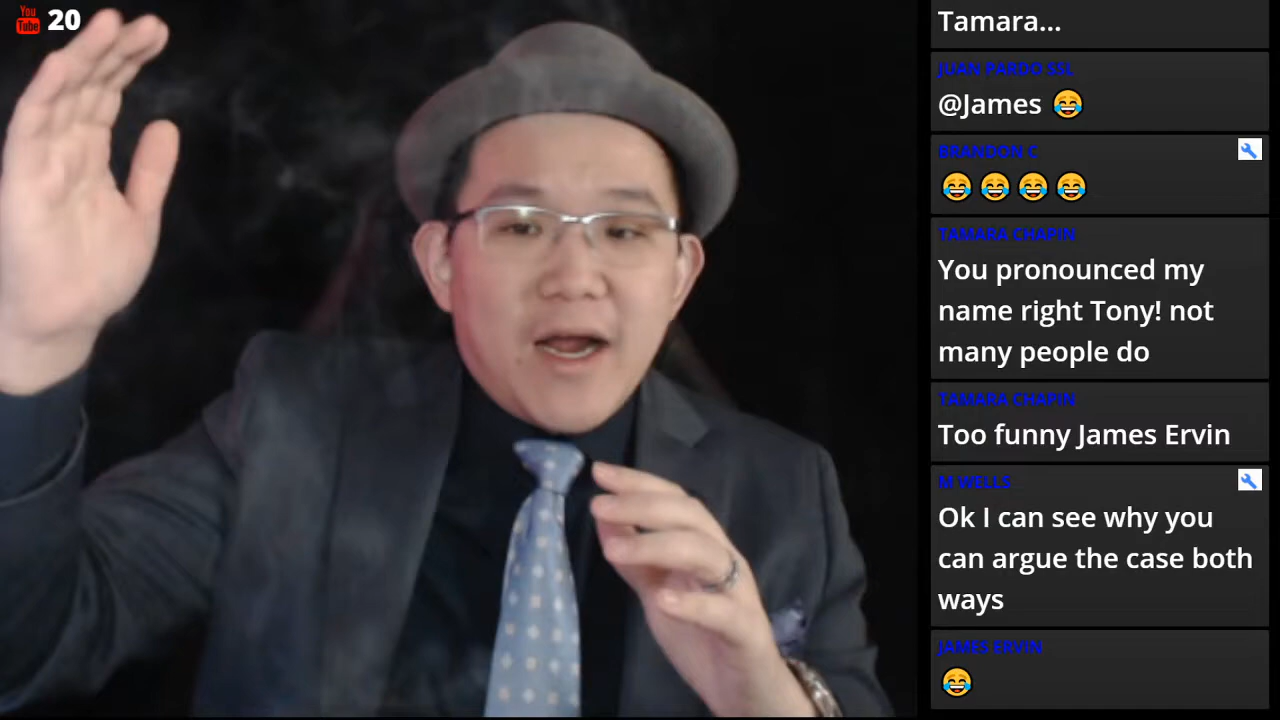 You
Tube 20
Tamara...
JUAN PARDO SSL
@James 😂
BRANDON C
😂 😂 😂 😂
TAMARA CHAPIN
You pronounced my
name right Tony! not
many people do
TAMARA CHAPIN
Too funny James Ervin
M WELLS
Ok I can see why you
can argue the case both
ways
JAMES ERVIN
😂